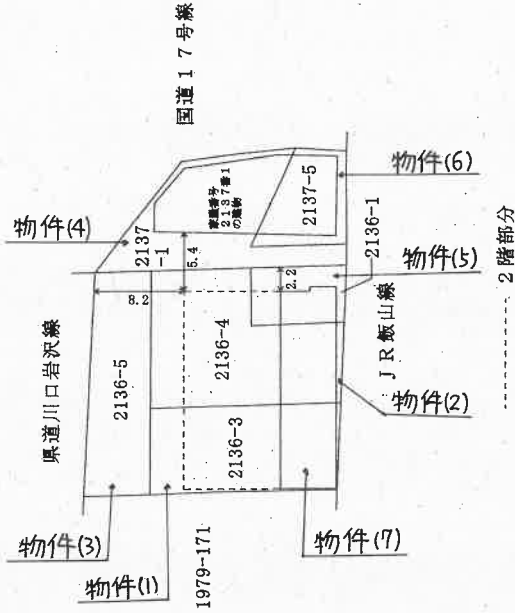 国道17号線
物件(4)
2137
-1
5.4
家屋番号
2137番1
の建物
2137-5
物件(6)
県道川口岩沢線
8.2
2136-5
2136-4
2.2
2136-1
物件(5)
2136-3
JR飯山線
物件(2)
物件(3)
物件(1)
1979-171
物件(7)
2階部分